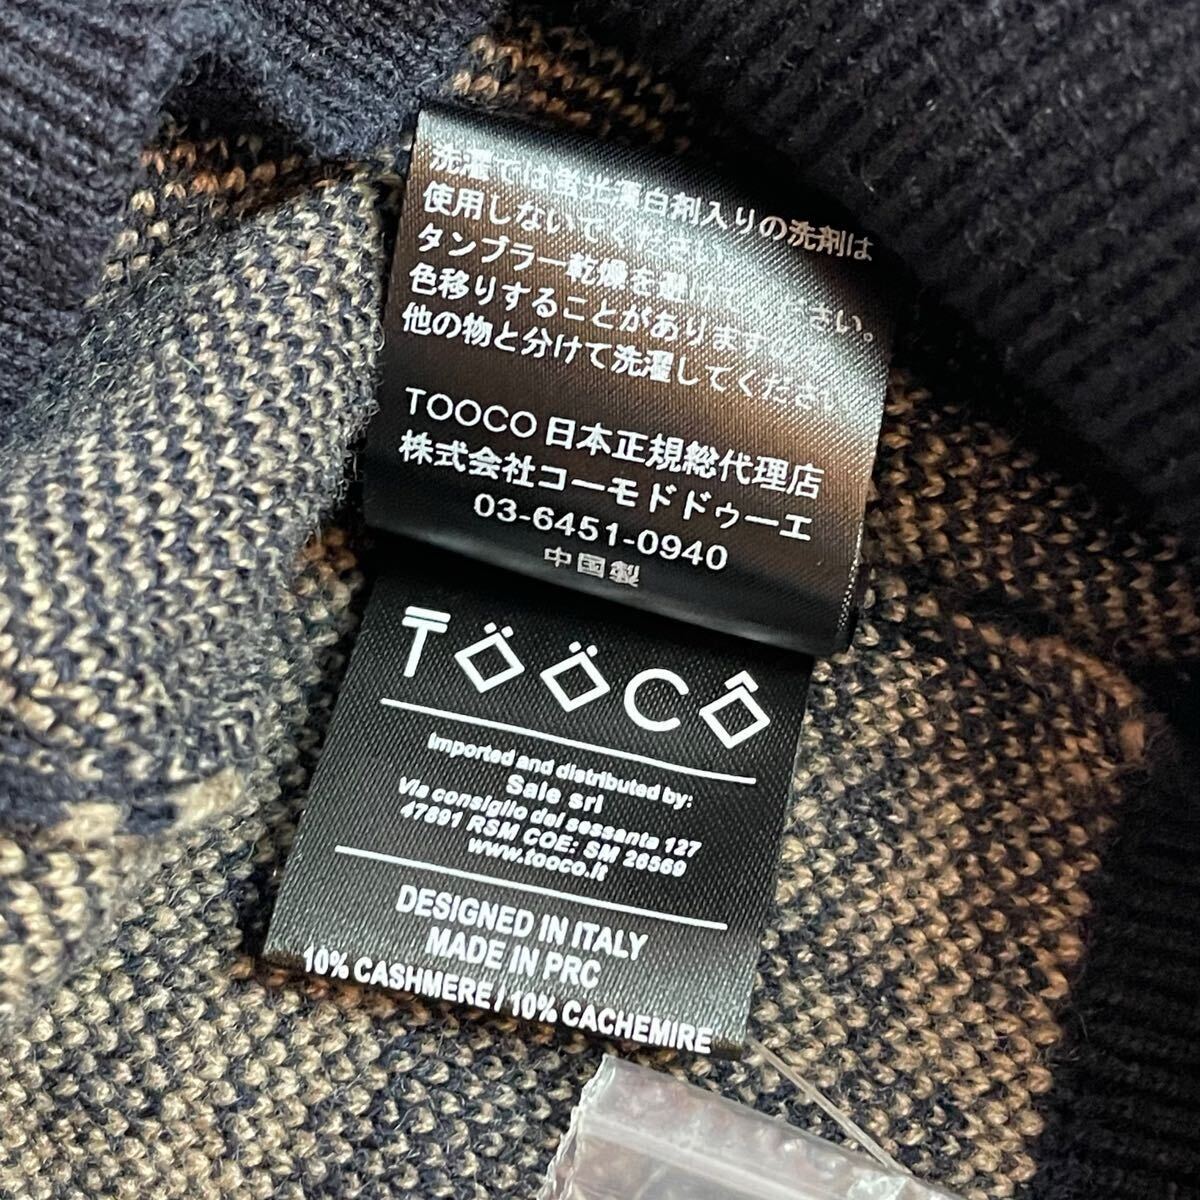 洗濯では蛍光漂白剤入りの洗剤は
使用しないでください。
タンブラー乾燥を避けてください。
色移りすることがありますので、
他の物と分けて洗濯してください
TOOCO 日本正規総代理店
株式会社コーモドドゥーエ
03-6451-0940
中国製
TÖÖCÔ
Imported and distributed by:
Sale srl
Via consiglio dei sessanta 127
47891 RSM COE: SM 26569
www.tooco.it
DESIGNED IN ITALY
MADE IN PRC
10% CASHMERE / 10% CACHEMIRE